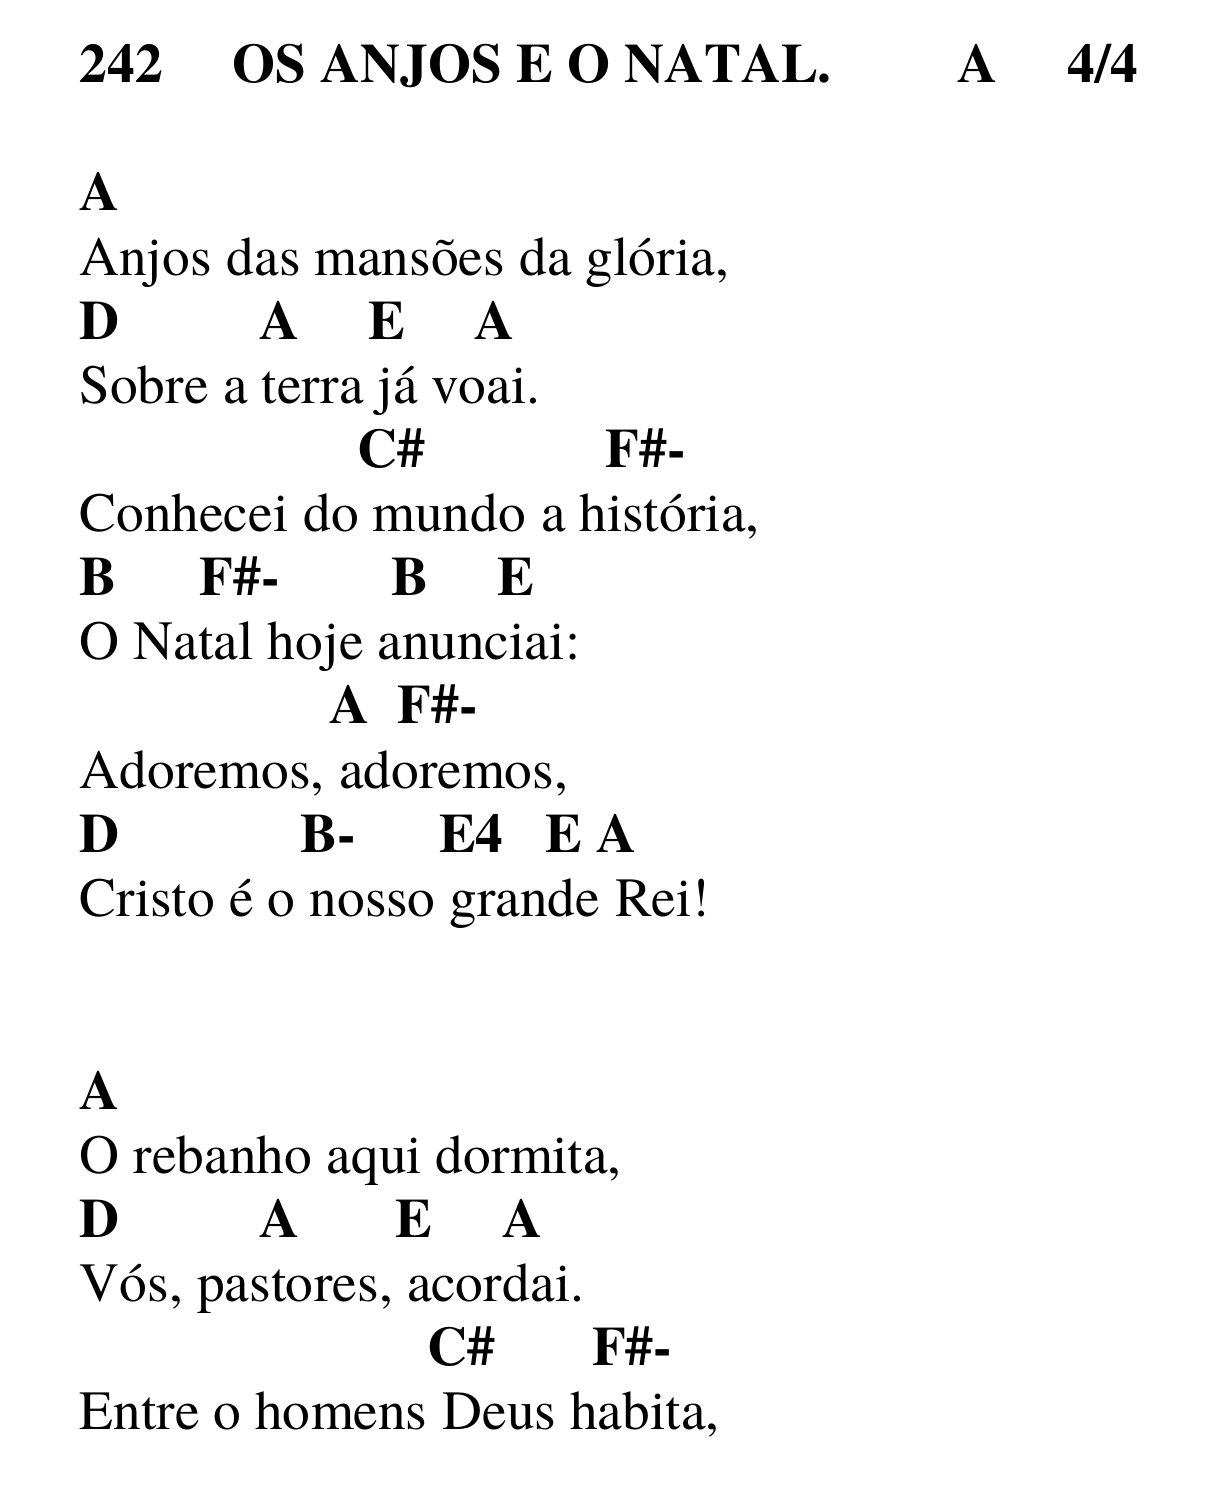 242 OS ANJOS E O NATAL. A 4/4
A
Anjos das mansões da glória,
D A E A
Sobre a terra já voai.
C# F#-
Conhecei do mundo a história,
B F#- B E
O Natal hoje anunciai:
A F#-
Adoremos, adoremos,
D B- E4 E A
Cristo é o nosso grande Rei!
A
O rebanho aqui dormita,
D A E A
Vós, pastores, acordai.
C# F#-
Entre o homens Deus habita,